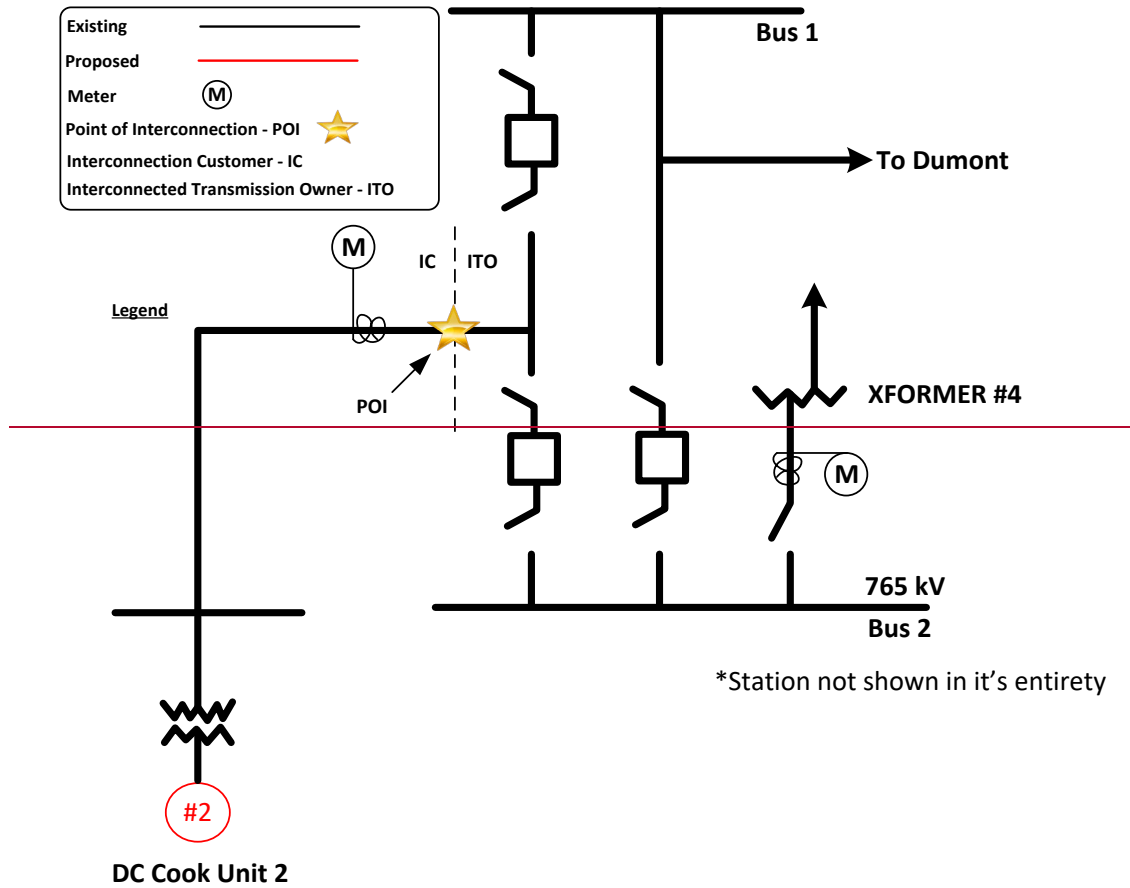 Existing
Proposed
Meter
M
Point of Interconnection - POI
Interconnection Customer - IC
Interconnected Transmission Owner - ITO
Bus 1
To Dumont
M
IC
ITO
Legend
POI
XFORMER #4
M
765 kV
Bus 2
*Station not shown in it's entirety
#2
DC Cook Unit 2